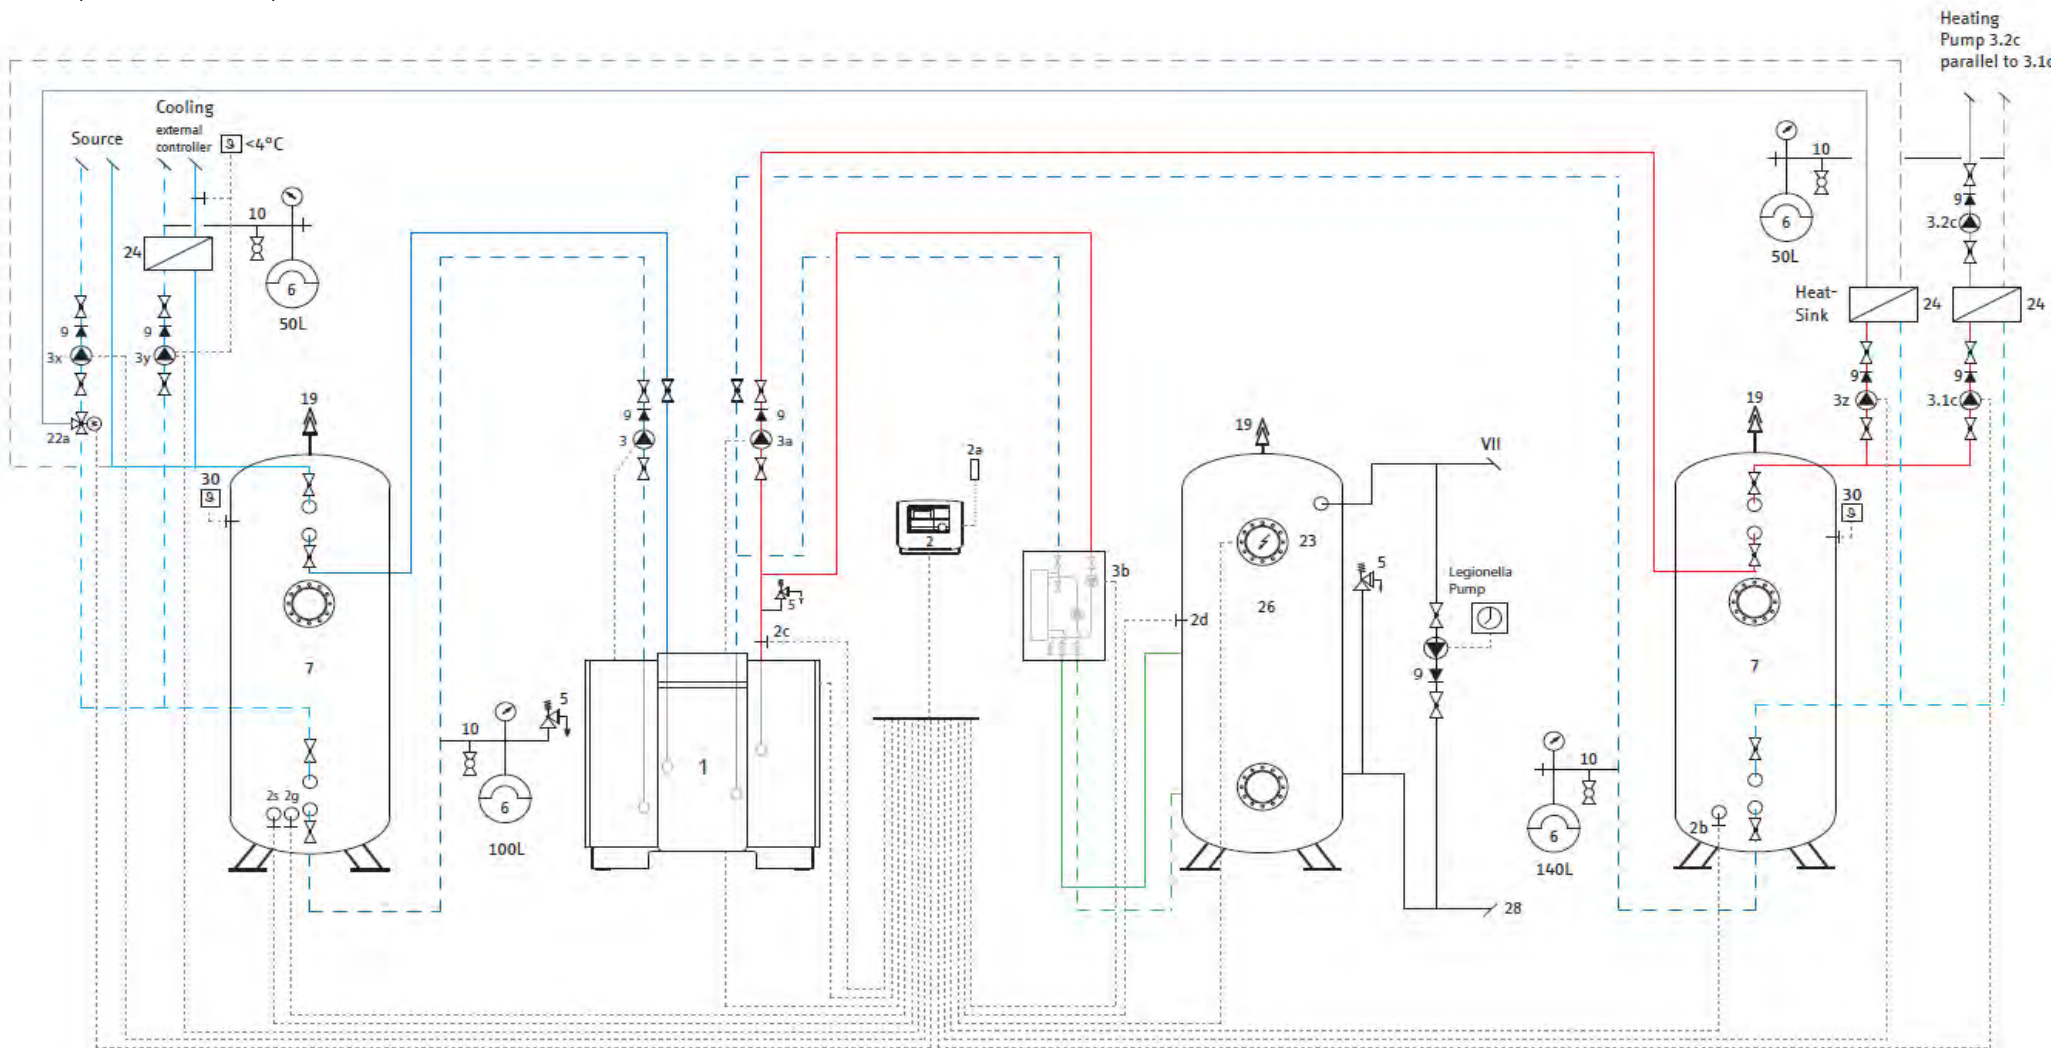 Heating
Pump 3.2c
parallel to 3.1c
Cooling
external
controller
Source
<4°C
10
24
6
50L
9
3x
9
3y
22a
10
6
50L
9
3.2c
Heat-
Sink
24
24
9
3z
9
3.1c
19
30
7
2s 2g
9
3
9
3a
2a
2
5
2c
10
5
6
100L
1
3b
2d
19
VII
23
26
5
Legionella
Pump
9
28
10
6
140L
19
30
7
2b